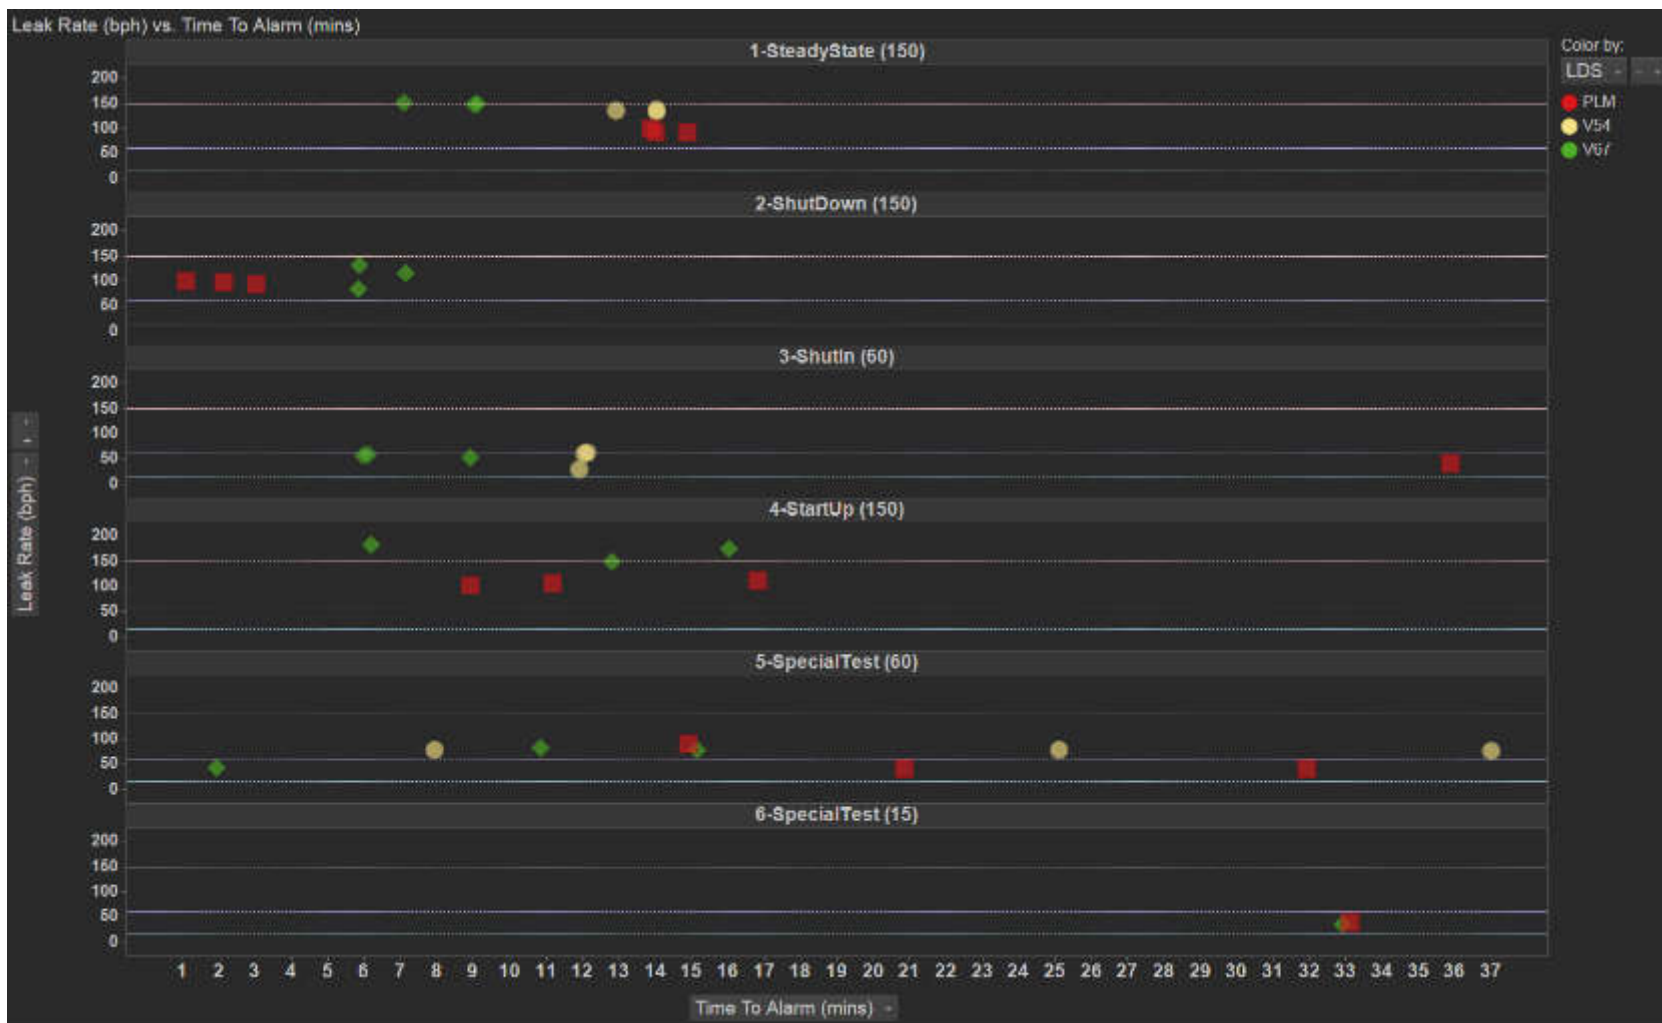 Leak Rate (bph) vs. Time To Alarm (mins)
1-SteadyState (150)
Color by:
LDS
PLM
V54
V67
200
150
100
50
0
2-ShutDown (150)
200
150
100
50
0
3-ShutIn (60)
200
150
100
50
0
4-StartUp (150)
200
150
100
50
0
5-SpecialTest (60)
200
150
100
50
0
6-SpecialTest (15)
200
150
100
50
0
Leak Rate (bph)
1 2 3 4 5 6 7 8 9 10 11 12 13 14 15 16 17 18 19 20 21 22 23 24 25 26 27 28 29 30 31 32 33 34 35 36 37
Time To Alarm (mins)